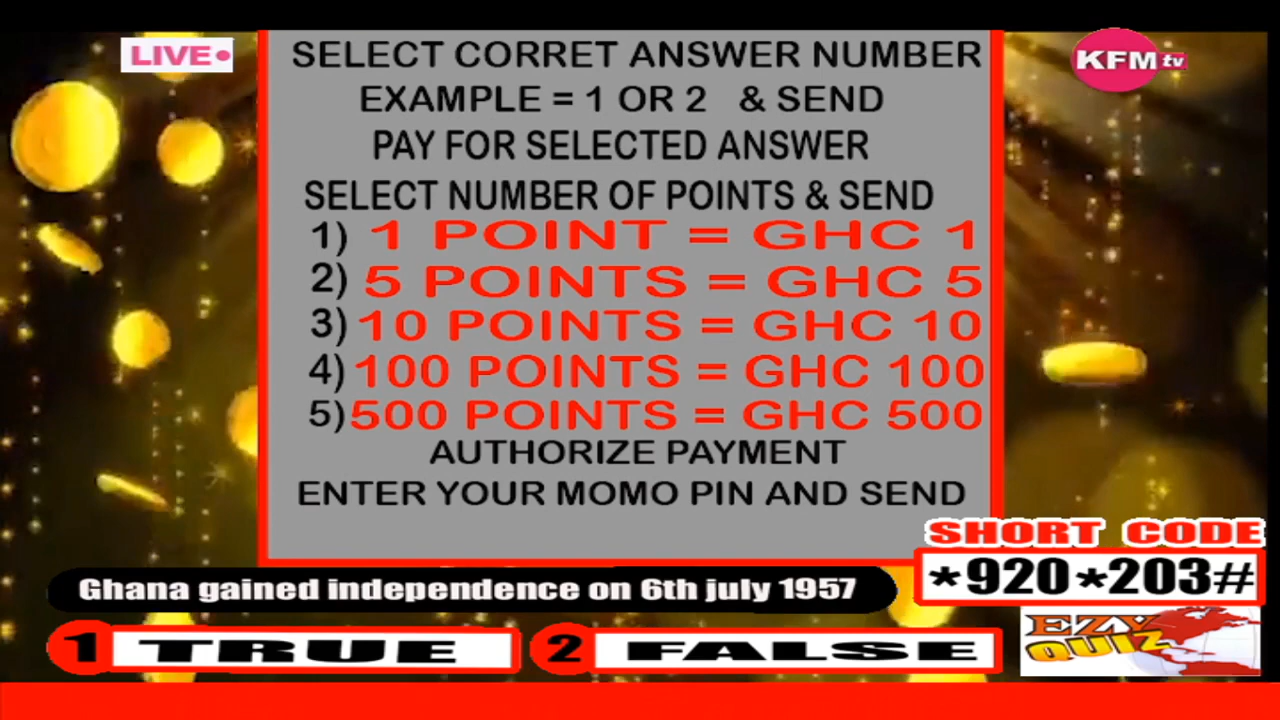 LIVE
KFM tv
SELECT CORRET ANSWER NUMBER
EXAMPLE = 1 OR 2 & SEND
PAY FOR SELECTED ANSWER
SELECT NUMBER OF POINTS & SEND
1) 1 POINT = GHC 1
2) 5 POINTS = GHC 5
3) 10 POINTS = GHC 10
4) 100 POINTS = GHC 100
5) 500 POINTS = GHC 500
AUTHORIZE PAYMENT
ENTER YOUR MOMO PIN AND SEND
SHORT CODE
*920*203#
Ghana gained independence on 6th july 1957
1 TRUE 2 FALSE
EZY
QUIZ